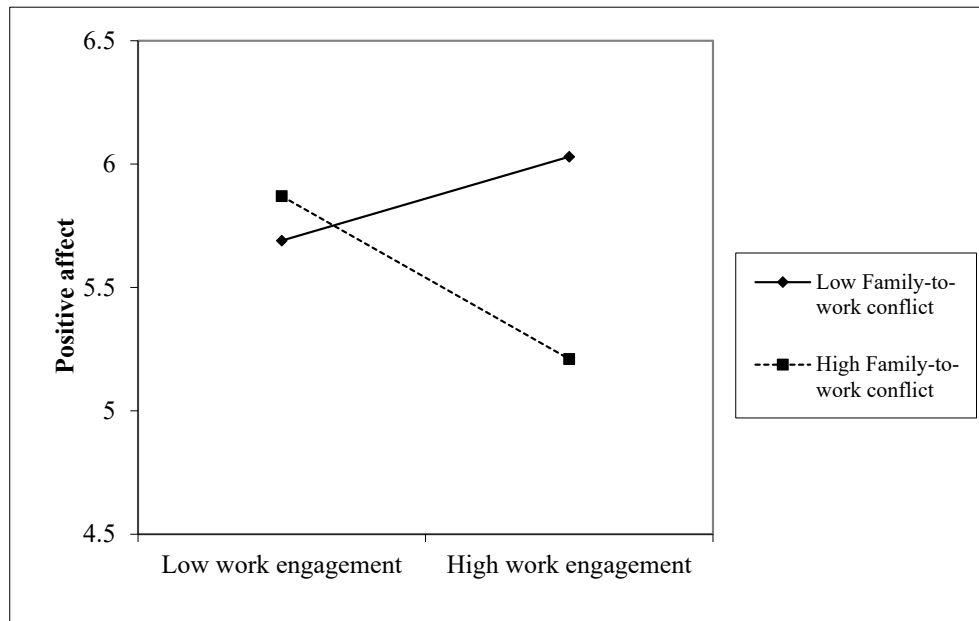 6.5
6
5.5
5
4.5
Positive affect
Low work engagement
High work engagement
Low Family-to-
work conflict
High Family-to-
work conflict